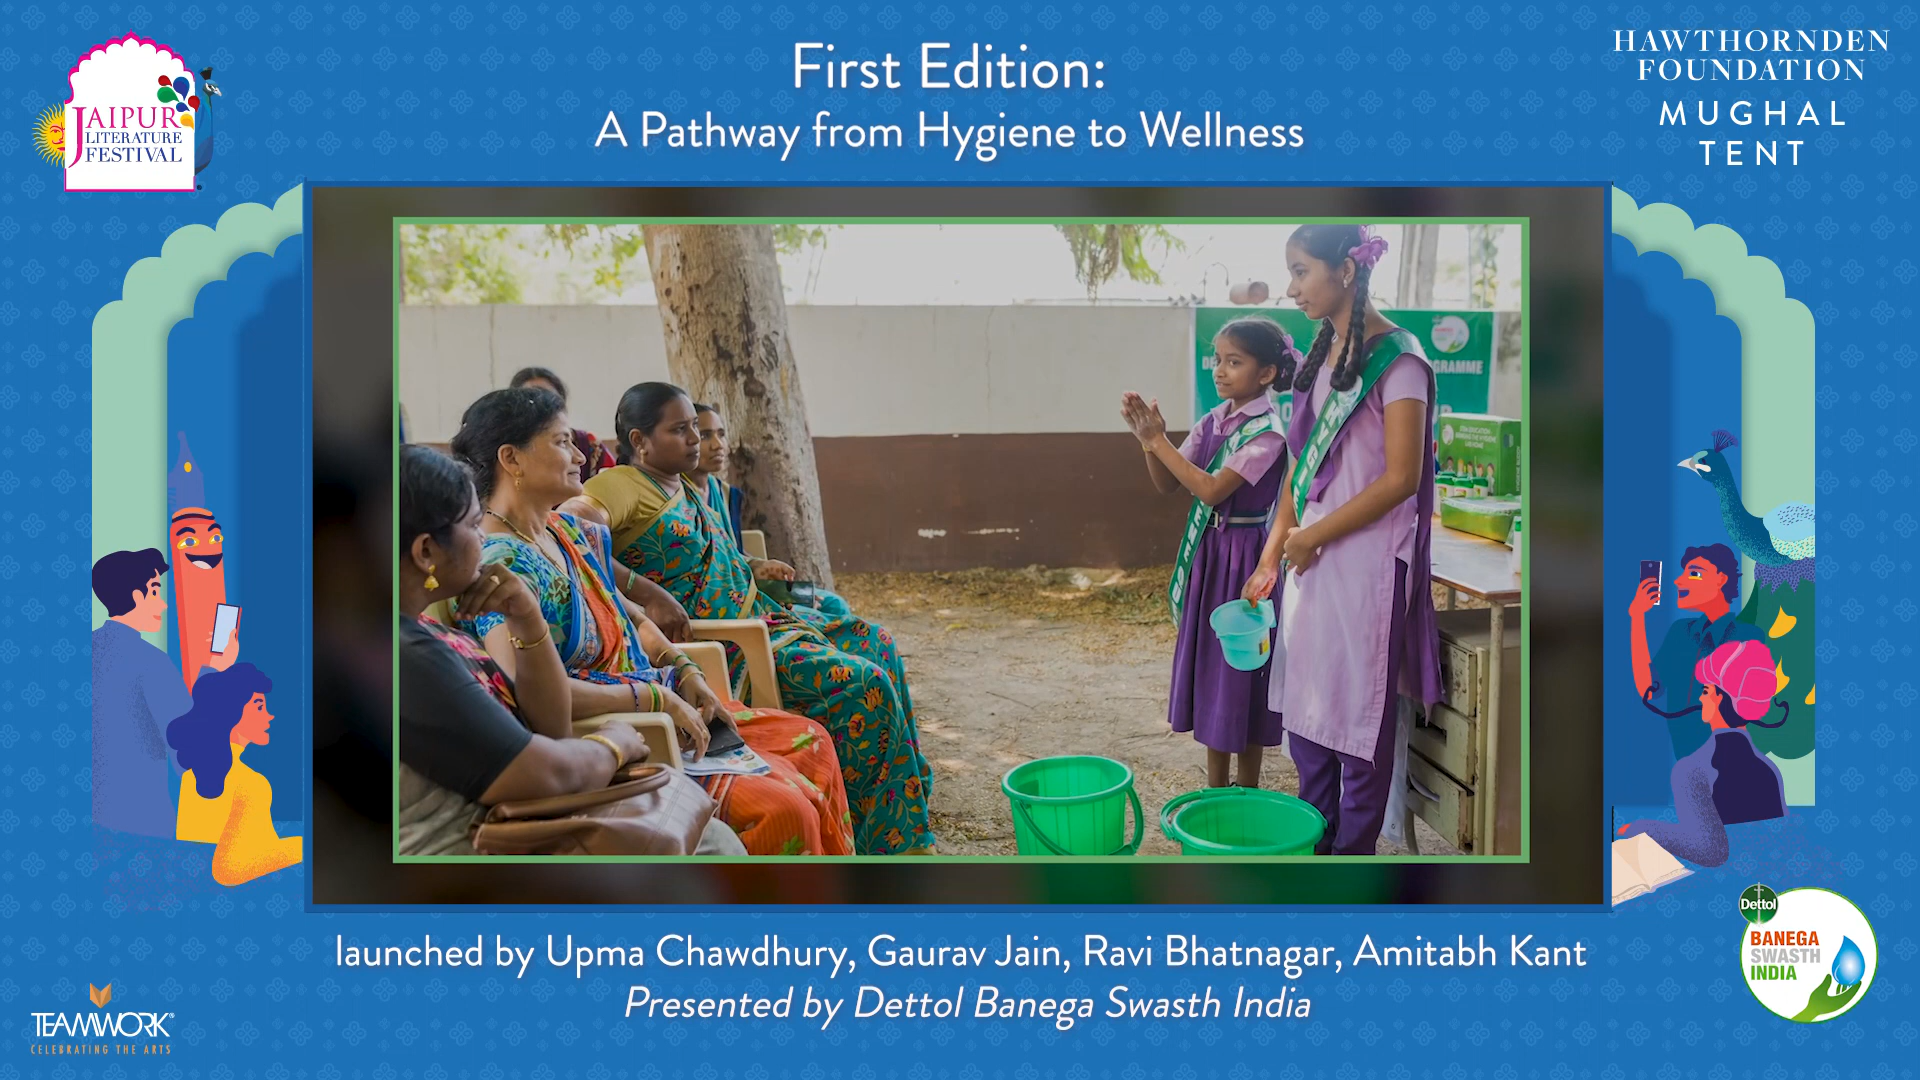 JAIPUR
LITERATURE
FESTIVAL
First Edition:
A Pathway from Hygiene to Wellness
HAWTHORNDEN
FOUNDATION
MUGHAL
TENT
GRAMME
launched by Upma Chawdhury, Gaurav Jain, Ravi Bhatnagar, Amitabh Kant
Presented by Dettol Banega Swasth India
TEAMWORK®
CELEBRATING THE ARTS
Dettol
BANEGA
SWASTH
INDIA